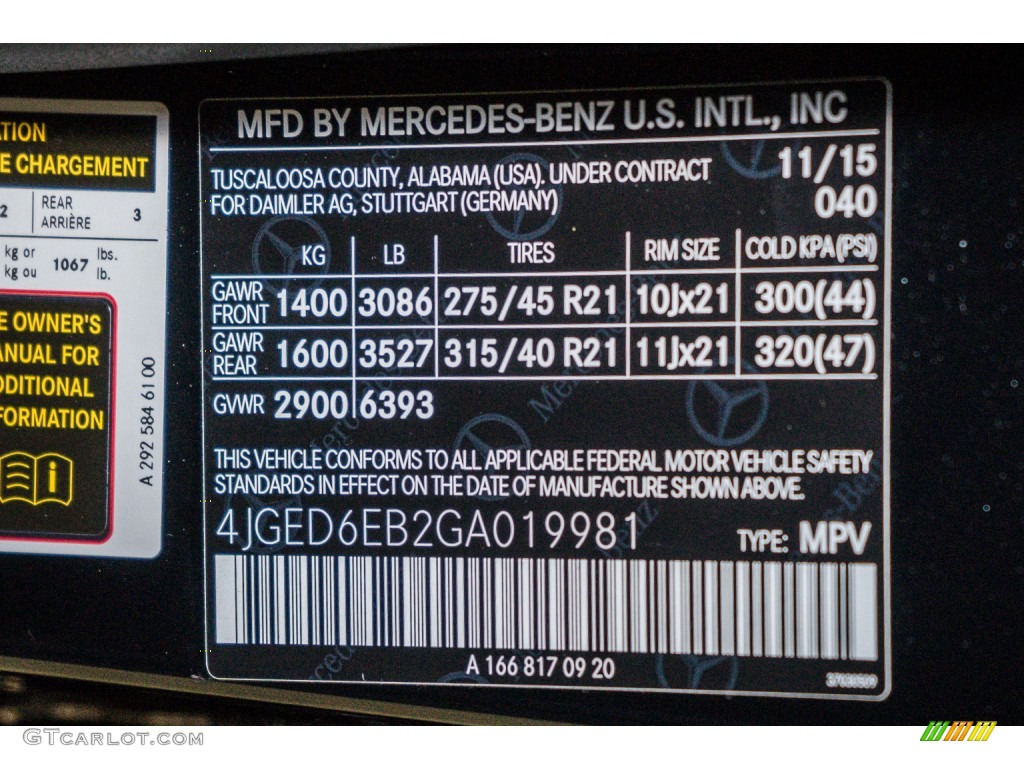 ATION
E CHARGEMENT
2 REAR ARRIÈRE 3
kg or kg ou 1067 lbs. lb.
E OWNER'S
ANUAL FOR
DDITIONAL
FORMATION
i
A 292 584 61 00
MFD BY MERCEDES-BENZ U.S. INTL., INC
TUSCALOOSA COUNTY, ALABAMA (USA). UNDER CONTRACT 11/15
FOR DAIMLER AG, STUTTGART (GERMANY) 040
KG LB TIRES RIM SIZE COLD KPA (PSI)
GAWR FRONT 1400 3086 275/45 R21 10Jx21 300(44)
GAWR REAR 1600 3527 315/40 R21 11Jx21 320(47)
GVWR 2900 6393
THIS VEHICLE CONFORMS TO ALL APPLICABLE FEDERAL MOTOR VEHICLE SAFETY
STANDARDS IN EFFECT ON THE DATE OF MANUFACTURE SHOWN ABOVE.
4JGED6EB2GA019981 TYPE: MPV
A 166 817 09 20
GTCARLOT.COM